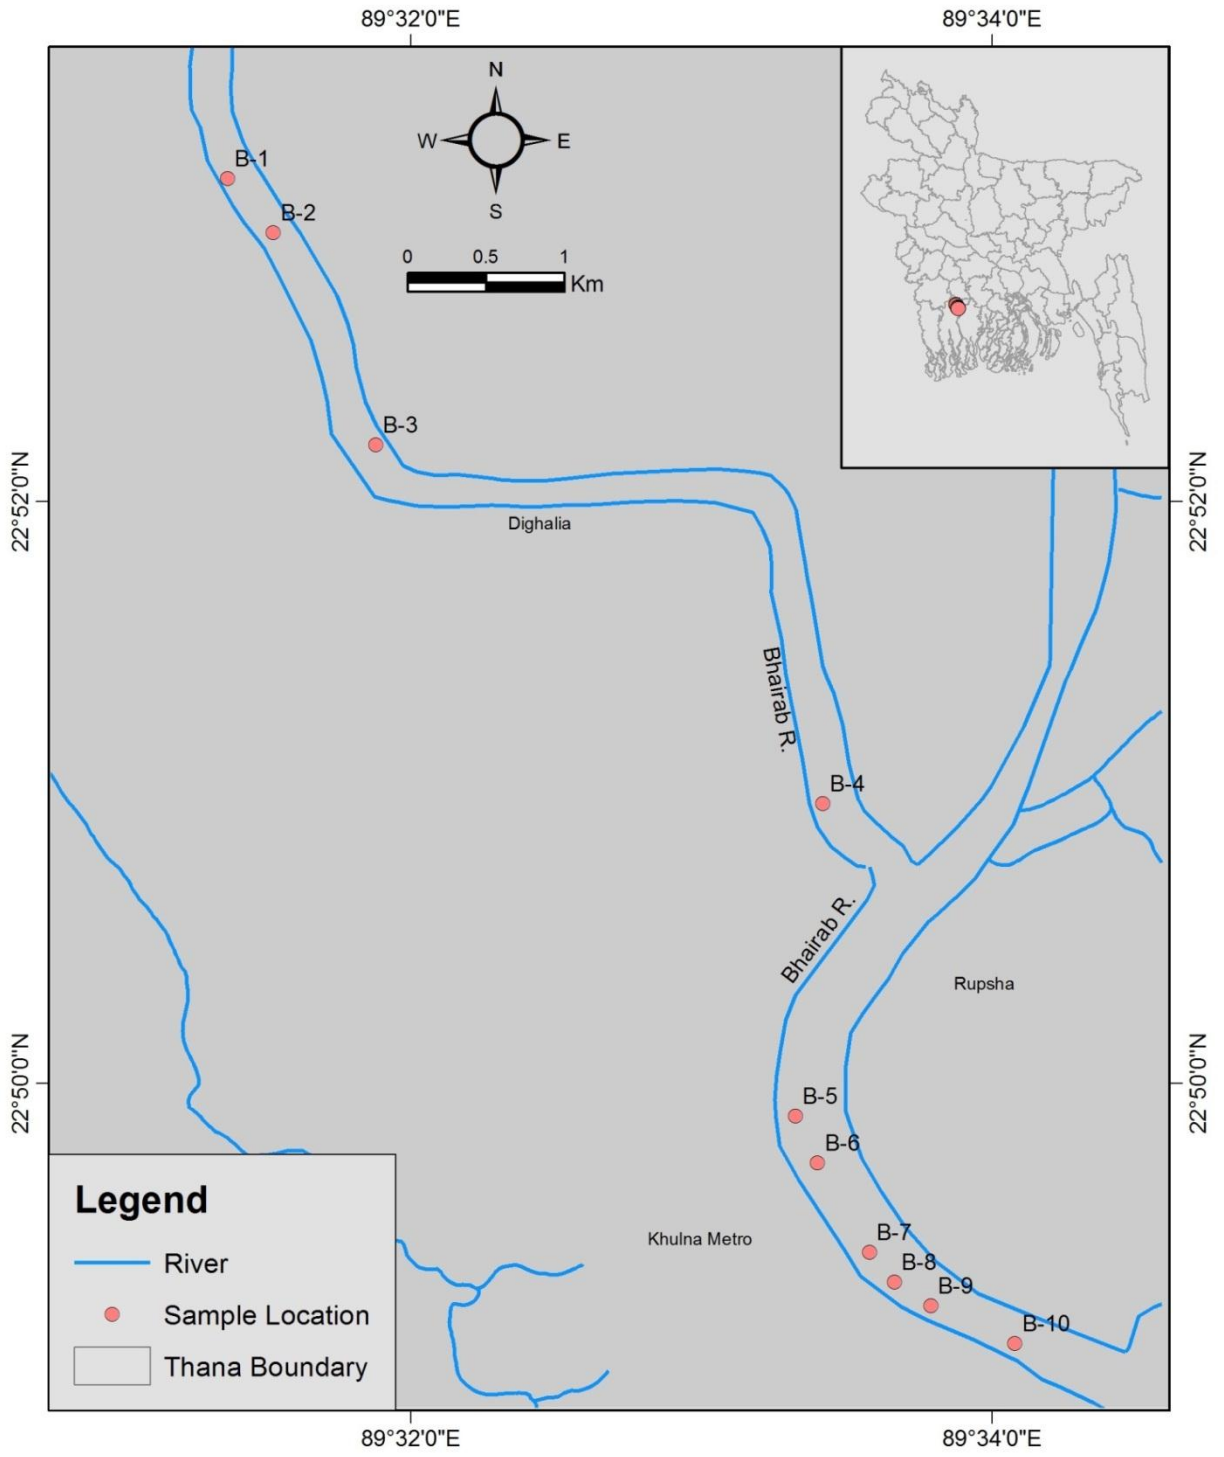 89°32'0"E
89°34'0"E
N
W
E
S
B-1
B-2
0 0.5 1
Km
B-3
22°52'0"N
22°52'0"N
Dighalia
Bhairab R.
B-4
Bhairab R.
Rupsha
22°50'0"N
22°50'0"N
B-5
B-6
B-7
B-8
B-9
B-10
Khulna Metro
Legend
River
Sample Location
Thana Boundary
89°32'0"E
89°34'0"E